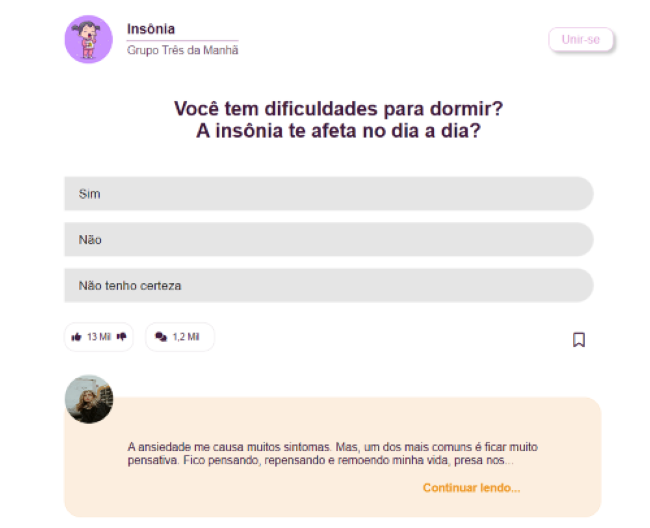 Insônia
Grupo Três da Manhã
Unir-se
Você tem dificuldades para dormir?
A insônia te afeta no dia a dia?
Sim
Não
Não tenho certeza
13 Mil
1,2 Mil
A ansiedade me causa muitos sintomas. Mas, um dos mais comuns é ficar muito
pensativa. Fico pensando, repensando e remoendo minha vida, presa nos...
Continuar lendo...